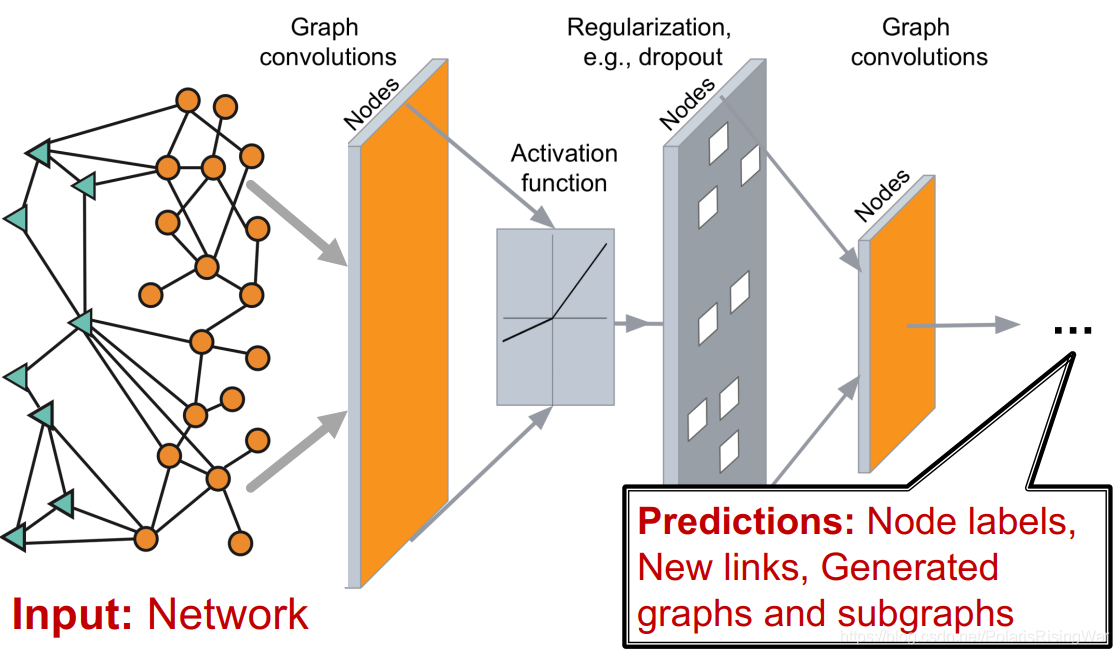 Graph
convolutions
Regularization,
e.g., dropout
Graph
convolutions
Nodes
Nodes
Activation
function
Nodes
...
Predictions: Node labels,
New links, Generated
graphs and subgraphs
Input: Network
https://blog.csdn.net/PolarisRisingWar